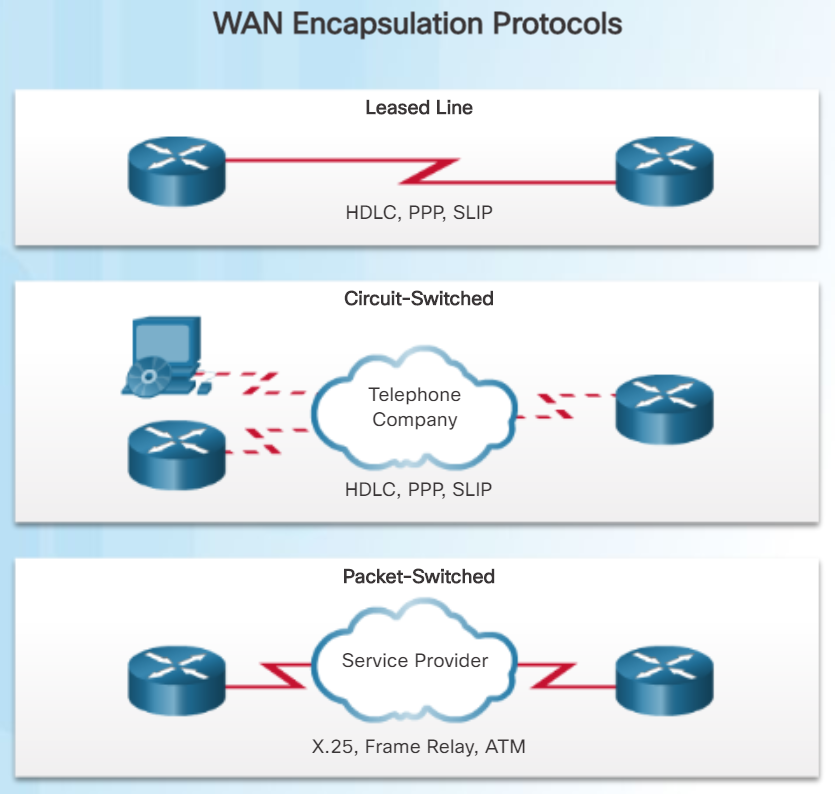 WAN Encapsulation Protocols
Leased Line
HDLC, PPP, SLIP
Circuit-Switched
Telephone
Company
HDLC, PPP, SLIP
Packet-Switched
Service Provider
X.25, Frame Relay, ATM